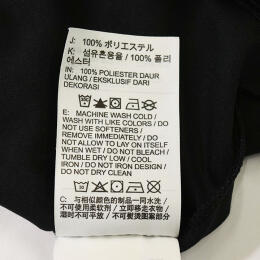 J: 100% ポリエステル
K: 섬유혼용율 / 100% 폴리
에스터
IN: 100% POLIESTER DAUR
ULANG / EKSKLUSIF DARI
DEKORASI
E: MACHINE WASH COLD /
WASH WITH LIKE COLORS / DO
NOT USE SOFTENERS /
REMOVE IMMEDIATELY / DO
NOT ALLOW TO LAY ON ITSELF
WHEN WET / DO NOT BLEACH /
TUMBLE DRY LOW / COOL
IRON / DO NOT IRON DESIGN /
DO NOT DRY CLEAN
C: 与相似颜色的制品一同水洗 /
不可使用柔软剂 / 立即移走衣物 /
湿时不可平放 / 不可熨烫图案部分